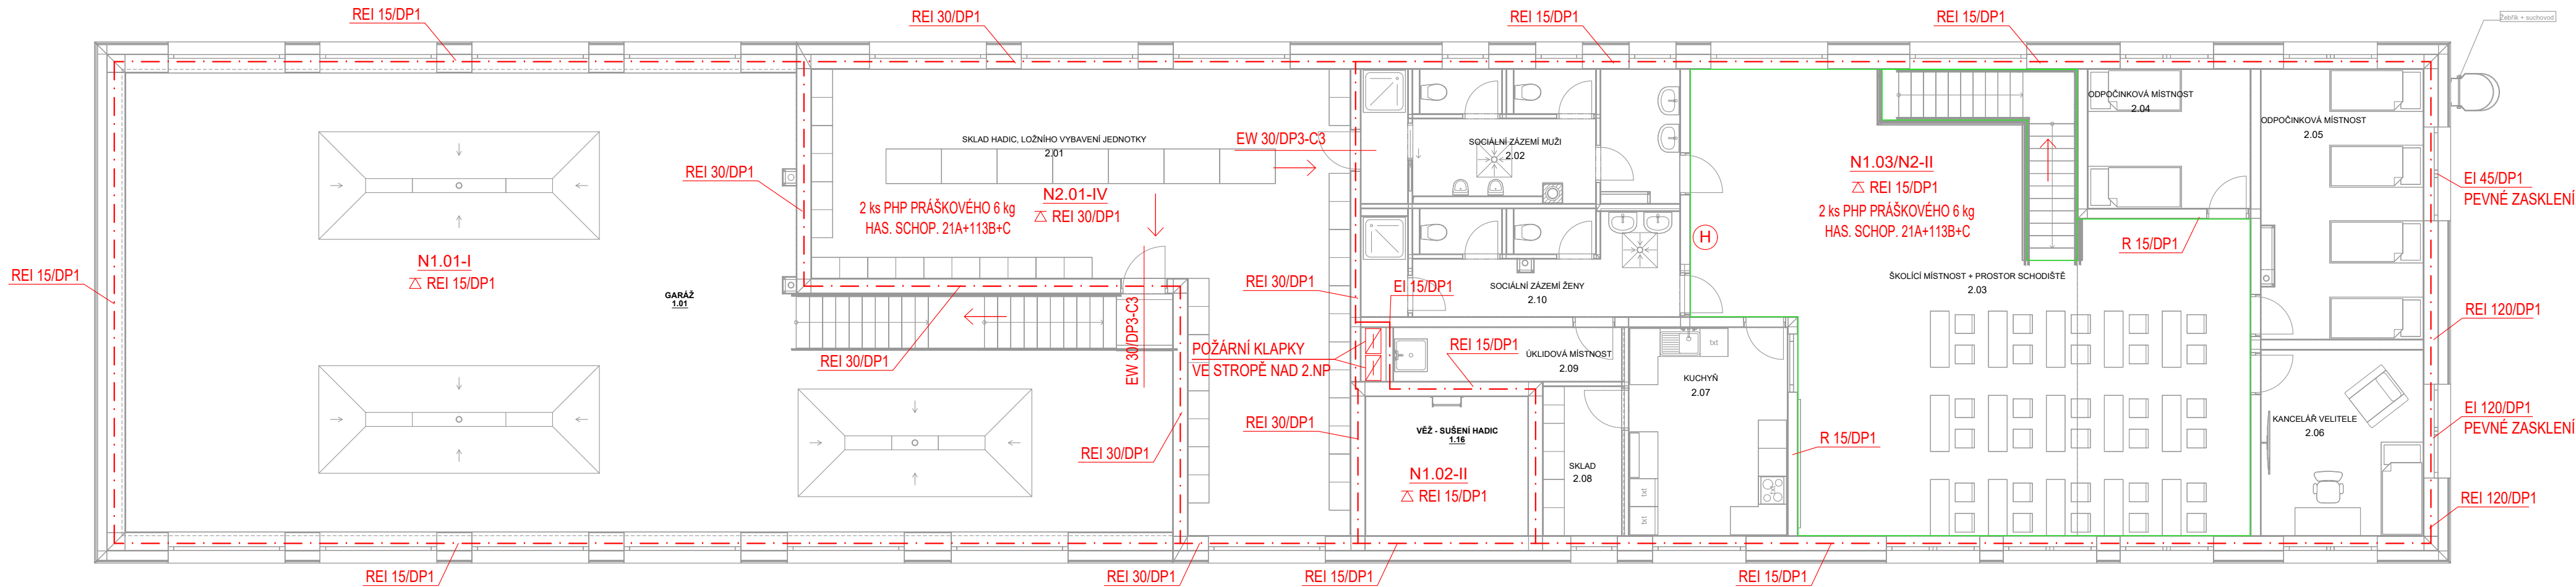 REI 15/DP1
REI 30/DP1
REI 15/DP1
REI 15/DP1
Žebřík + suchovod
SKLAD HADIC, LOŽNÍHO VYBAVENÍ JEDNOTKY
2.01
EW 30/DP3-C3
SOCIÁLNÍ ZÁZEMÍ MUŽI
2.02
ODPOČINKOVÁ MÍSTNOST
2.04
ODPOČINKOVÁ MÍSTNOST
2.05
REI 30/DP1
N2.01-IV
REI 30/DP1
2 ks PHP PRÁŠKOVÉHO 6 kg
HAS. SCHOP. 21A+113B+C
N1.03/N2-II
REI 15/DP1
2 ks PHP PRÁŠKOVÉHO 6 kg
HAS. SCHOP. 21A+113B+C
EI 45/DP1
PEVNÉ ZASKLENÍ
H
R 15/DP1
N1.01-I
REI 15/DP1
REI 15/DP1
GARÁŽ
1.01
EW 30/DP3-C3
REI 30/DP1
EI 15/DP1
SOCIÁLNÍ ZÁZEMÍ ŽENY
2.10
ŠKOLÍCÍ MÍSTNOST + PROSTOR SCHODIŠTĚ
2.03
REI 120/DP1
REI 30/DP1
POŽÁRNÍ KLAPKY
VE STROPĚ NAD 2.NP
REI 15/DP1
ÚKLIDOVÁ MÍSTNOST
2.09
txt
KUCHYŇ
2.07
REI 30/DP1
REI 30/DP1
VĚŽ - SUŠENÍ HADIC
1.16
N1.02-II
REI 15/DP1
SKLAD
2.08
R 15/DP1
txt
txt
txt
KANCELÁŘ VELITELE
2.06
EI 120/DP1
PEVNÉ ZASKLENÍ
REI 120/DP1
REI 15/DP1
REI 30/DP1
REI 15/DP1
REI 15/DP1